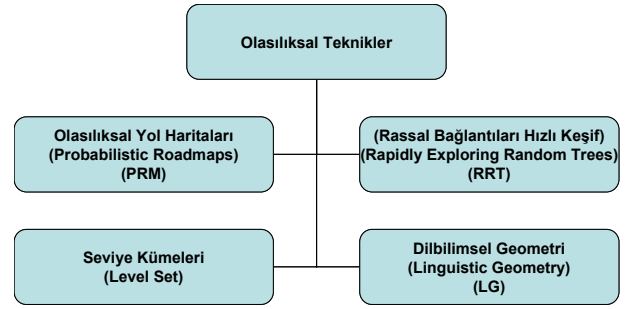 Olasılıksal Teknikler
Olasılıksal Yol Haritaları
(Probabilistic Roadmaps)
(PRM)
(Rassal Bağlantıları Hızlı Keşif)
(Rapidly Exploring Random Trees)
(RRT)
Seviye Kümeleri
(Level Set)
Dilbilimsel Geometri
(Linguistic Geometry)
(LG)